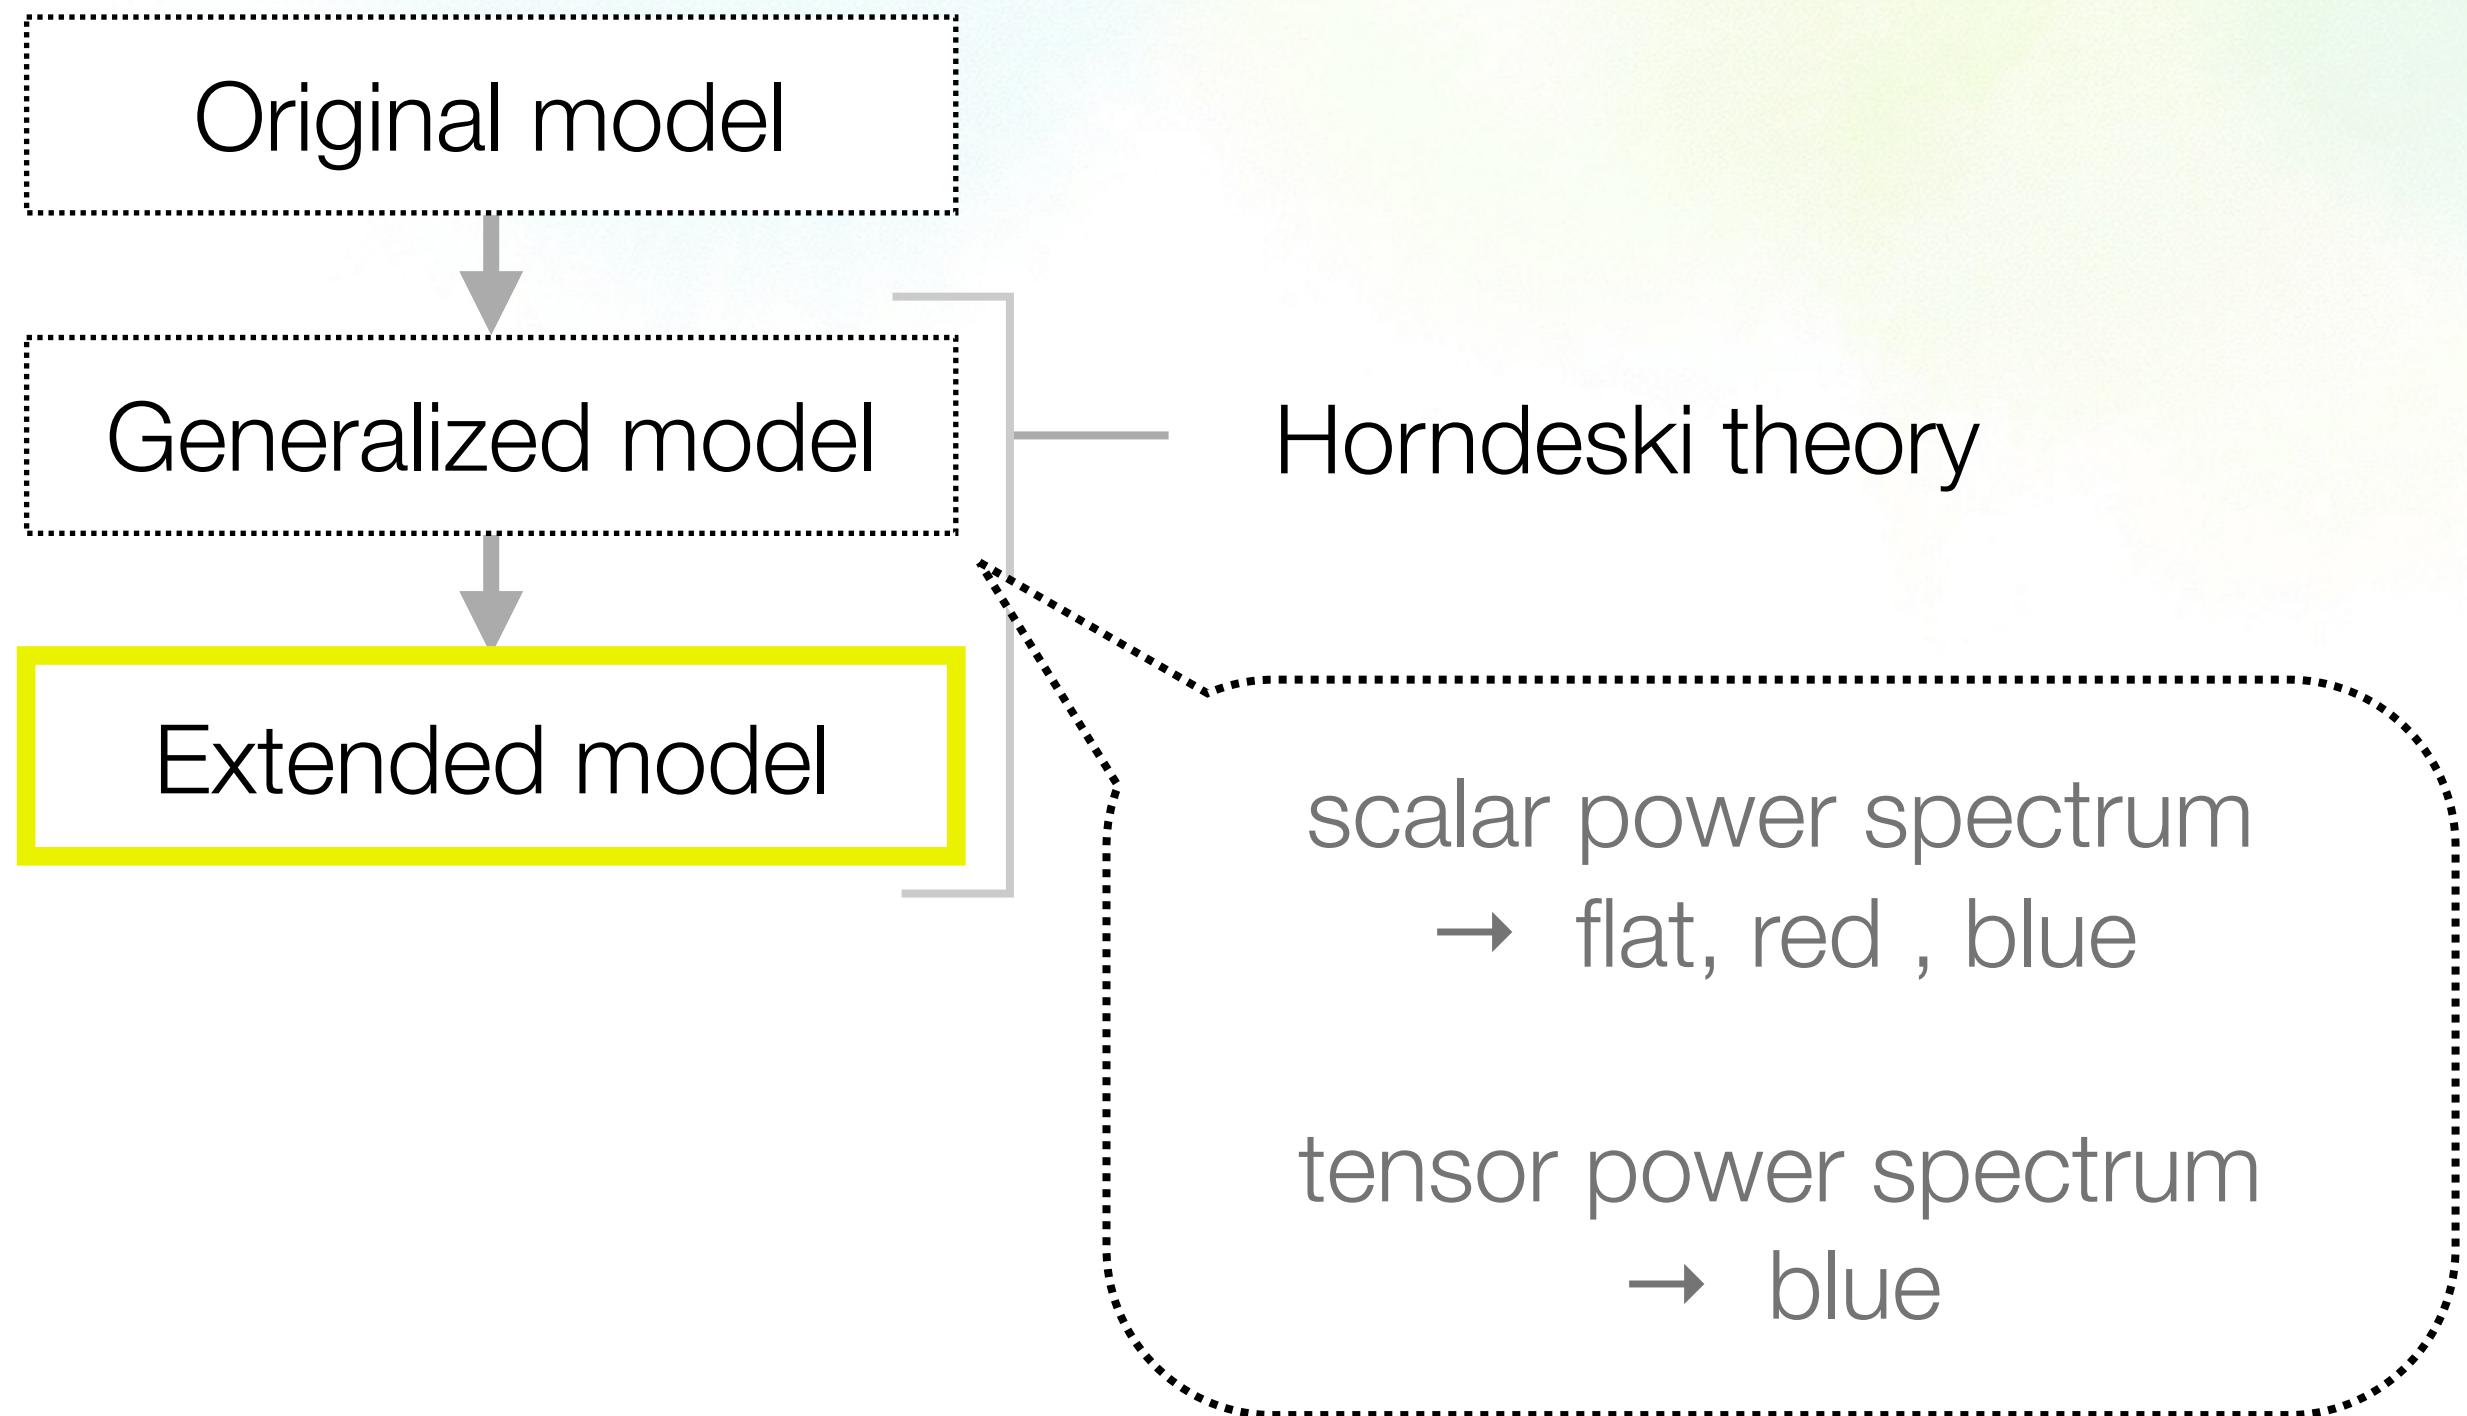 Original model
Generalized model
Horndeski theory
Extended model
scalar power spectrum
→ flat, red , blue
tensor power spectrum
→ blue